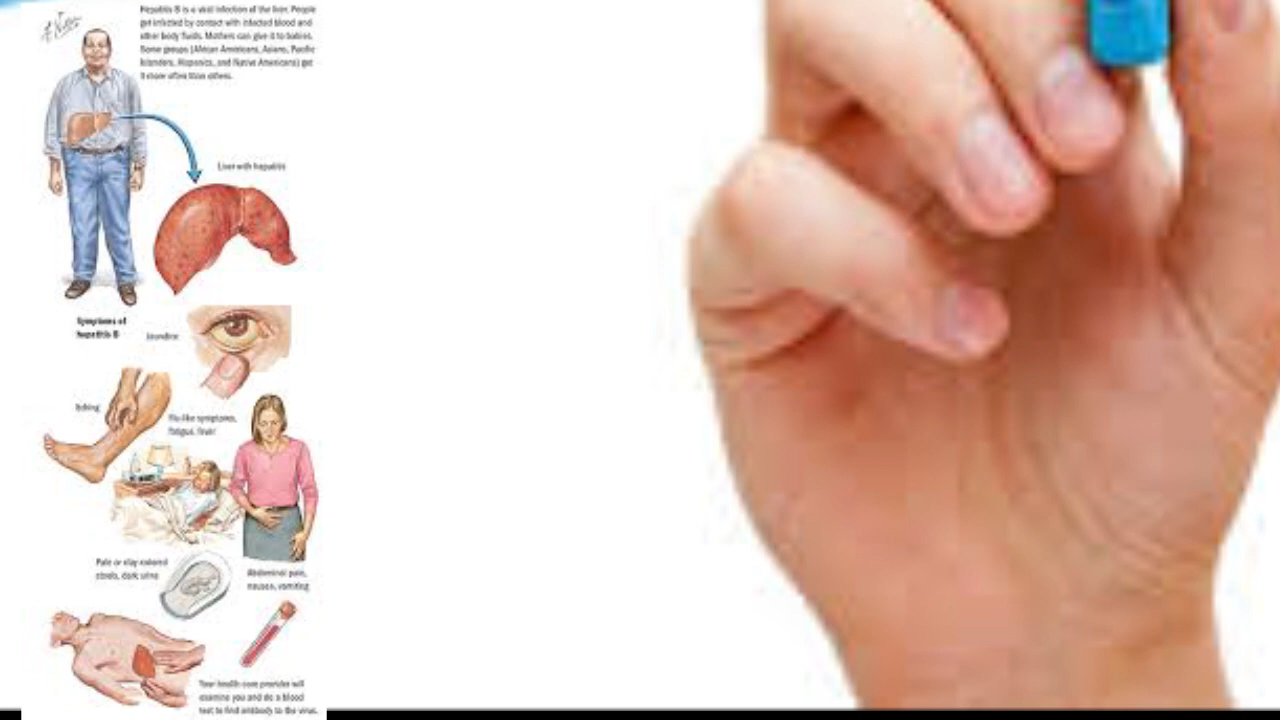 Hepatitis B is a viral infection of the liver. People
get infected by contact with infected blood and
other body fluids. Mothers can give it to babies.
Some groups (African Americans, Asians, Pacific
Islanders, Hispanics, and Native Americans) get
it more often than others.
Liver with hepatitis
Symptoms of
hepatitis B
Jaundice
Itching
Flu-like symptoms,
fatigue, fever
Pale or clay-colored
stools, dark urine
Abdominal pain,
nausea, vomiting
Your health care provider will
examine you and do a blood
test to find antibody to the virus.